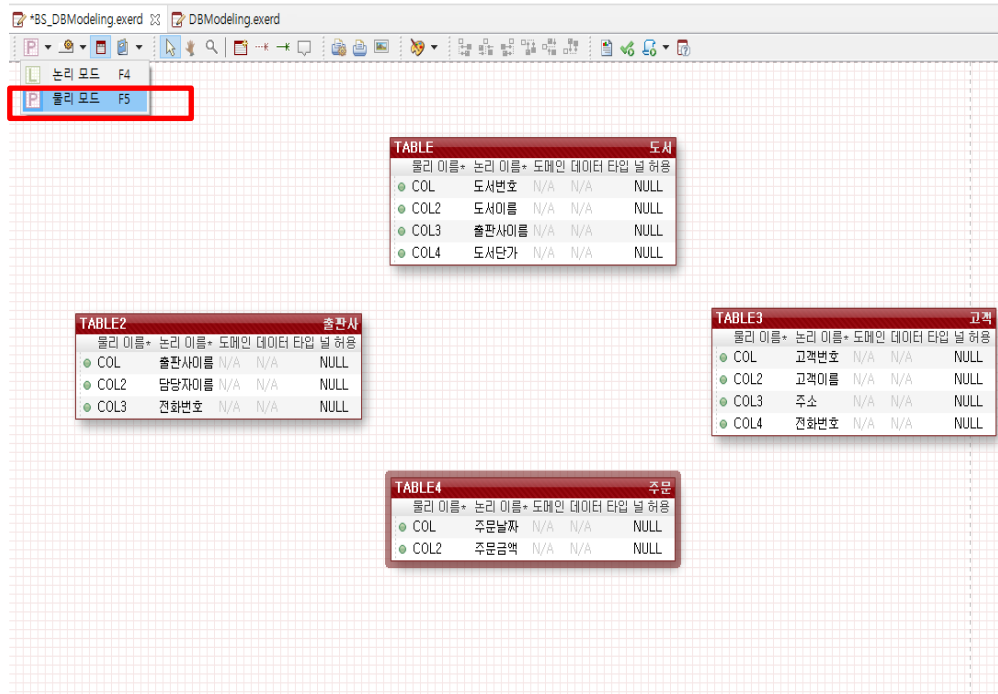 *BS_DBModeling.exerd DBModeling.exerd
논리 모드 F4
물리 모드 F5
TABLE 도서
물리 이름* 논리 이름* 도메인 데이터 타입 널 허용
COL 도서번호 N/A N/A NULL
COL2 도서이름 N/A N/A NULL
COL3 출판사이름 N/A N/A NULL
COL4 도서단가 N/A N/A NULL
TABLE2 출판사
물리 이름* 논리 이름* 도메인 데이터 타입 널 허용
COL 출판사이름 N/A N/A NULL
COL2 담당자이름 N/A N/A NULL
COL3 전화번호 N/A N/A NULL
TABLE3 고객
물리 이름* 논리 이름* 도메인 데이터 타입 널 허용
COL 고객번호 N/A N/A NULL
COL2 고객이름 N/A N/A NULL
COL3 주소 N/A N/A NULL
COL4 전화번호 N/A N/A NULL
TABLE4 주문
물리 이름* 논리 이름* 도메인 데이터 타입 널 허용
COL 주문날짜 N/A N/A NULL
COL2 주문금액 N/A N/A NULL